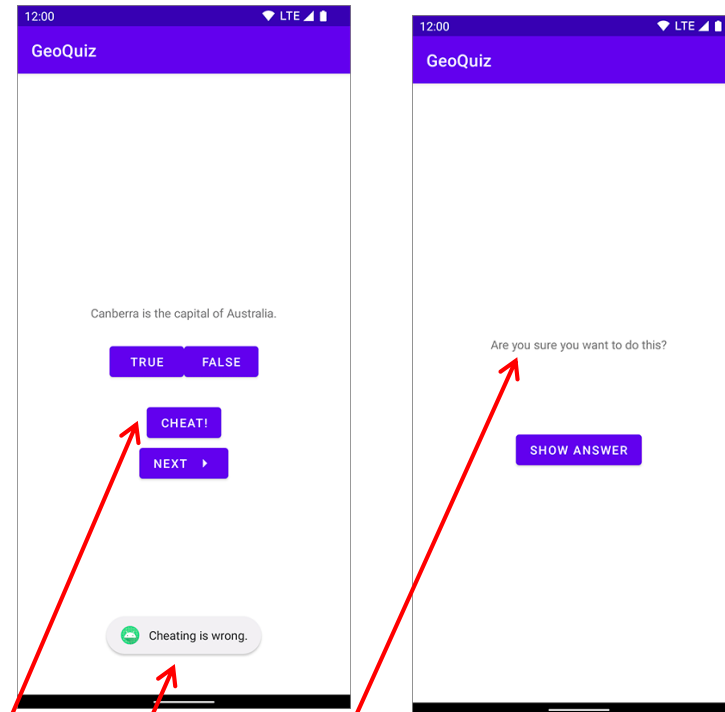 12:00 LTE
GeoQuiz
Canberra is the capital of Australia.
TRUE FALSE
CHEAT!
NEXT
Cheating is wrong.
12:00 LTE
GeoQuiz
Are you sure you want to do this?
SHOW ANSWER